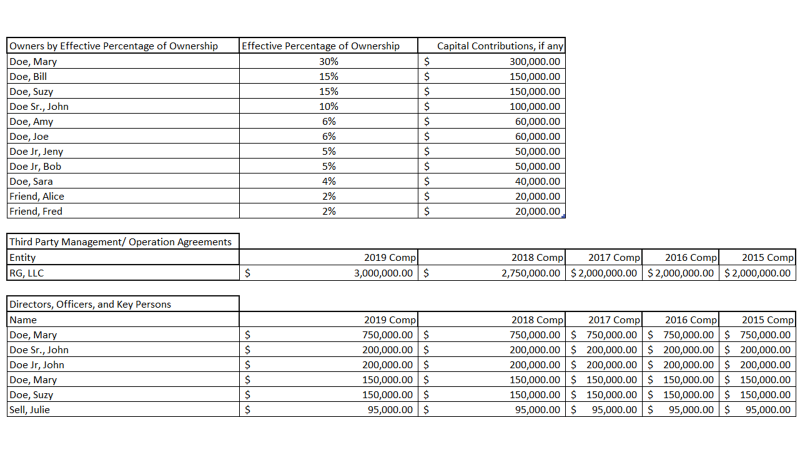 Owners by Effective Percentage of Ownership Effective Percentage of Ownership Capital Contributions, if any
Doe, Mary 30% $ 300,000.00
Doe, Bill 15% $ 150,000.00
Doe, Suzy 15% $ 150,000.00
Doe Sr., John 10% $ 100,000.00
Doe, Amy 6% $ 60,000.00
Doe, Joe 6% $ 60,000.00
Doe Jr, Jeny 5% $ 50,000.00
Doe Jr, Bob 5% $ 50,000.00
Doe, Sara 4% $ 40,000.00
Friend, Alice 2% $ 20,000.00
Friend, Fred 2% $ 20,000.00
Third Party Management/ Operation Agreements
Entity 2019 Comp 2018 Comp 2017 Comp 2016 Comp 2015 Comp
RG, LLC $ 3,000,000.00 $ 2,750,000.00 $ 2,000,000.00 $ 2,000,000.00 $ 2,000,000.00
Directors, Officers, and Key Persons
Name 2019 Comp 2018 Comp 2017 Comp 2016 Comp 2015 Comp
Doe, Mary $ 750,000.00 $ 750,000.00 $ 750,000.00 $ 750,000.00 $ 750,000.00
Doe Sr., John $ 200,000.00 $ 200,000.00 $ 200,000.00 $ 200,000.00 $ 200,000.00
Doe Jr, John $ 200,000.00 $ 200,000.00 $ 200,000.00 $ 200,000.00 $ 200,000.00
Doe, Mary $ 150,000.00 $ 150,000.00 $ 150,000.00 $ 150,000.00 $ 150,000.00
Doe, Suzy $ 150,000.00 $ 150,000.00 $ 150,000.00 $ 150,000.00 $ 150,000.00
Sell, Julie $ 95,000.00 $ 95,000.00 $ 95,000.00 $ 95,000.00 $ 95,000.00